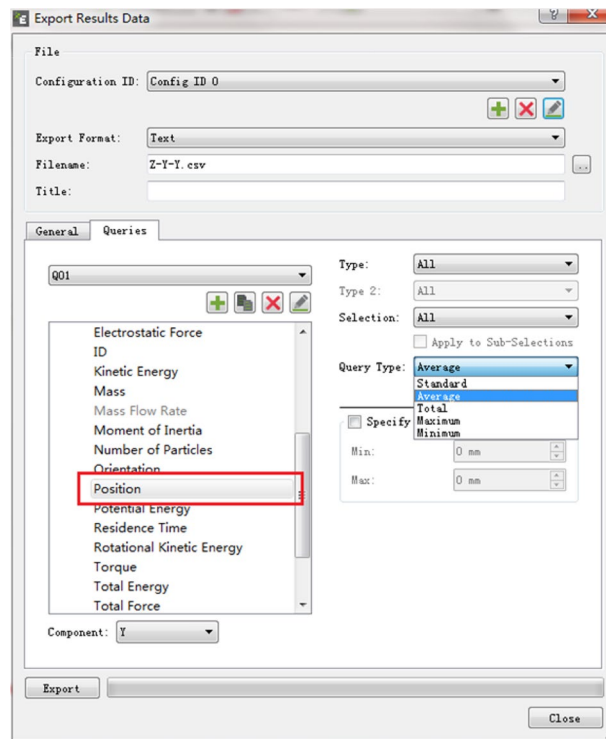 Export Results Data
File
Configuration ID: Config ID 0
Export Format: Text
Filename: Z-Y-Y.csv
..
Title:
General Queries
Q01
Electrostatic Force
ID
Kinetic Energy
Mass
Mass Flow Rate
Moment of Inertia
Number of Particles
Orientation
Position
Potential Energy
Residence Time
Rotational Kinetic Energy
Torque
Total Energy
Total Force
Component: Y
Type: All
Type 2: All
Selection: All
Apply to Sub-Selections
Query Type: Average
Standard
Average
Total
Maximum
Minimum
Specify
Min: 0 mm
Max: 0 mm
Export
Close